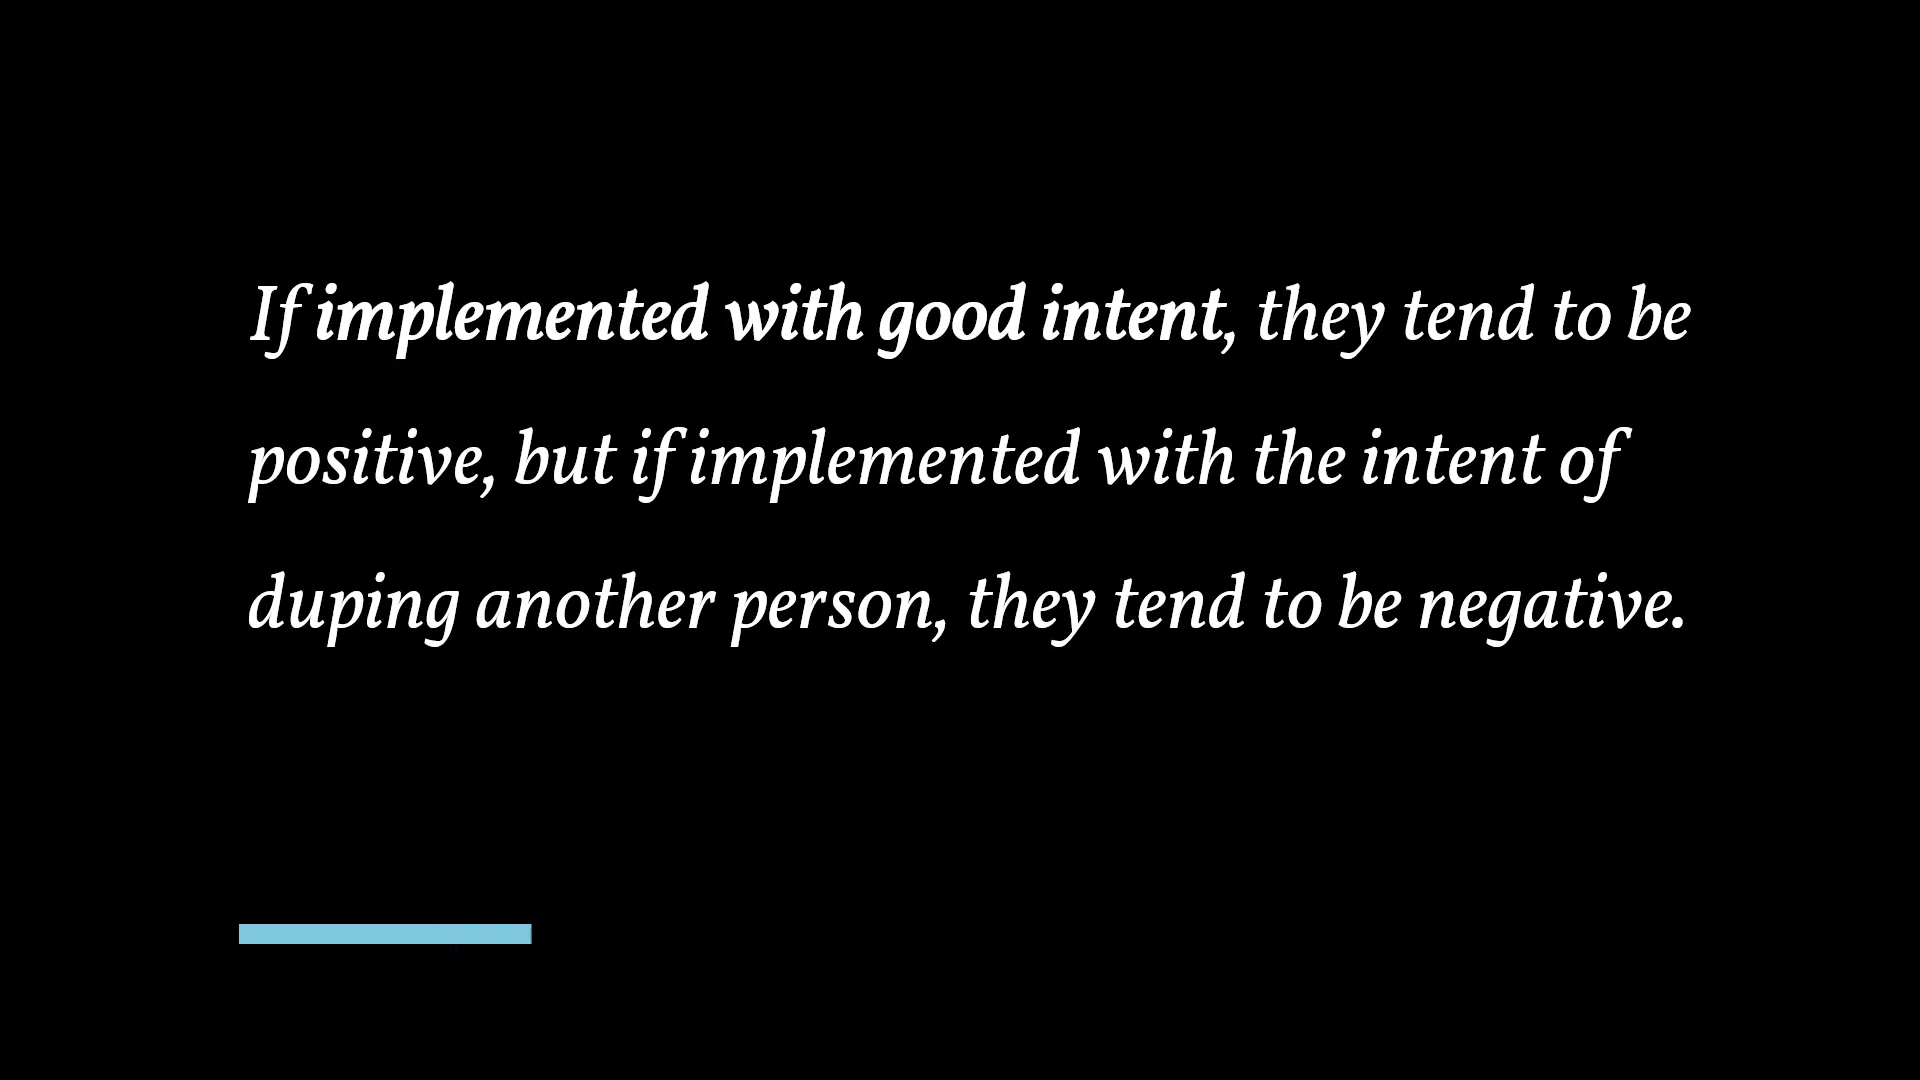 If implemented with good intent, they tend to be
positive, but if implemented with the intent of
duping another person, they tend to be negative.